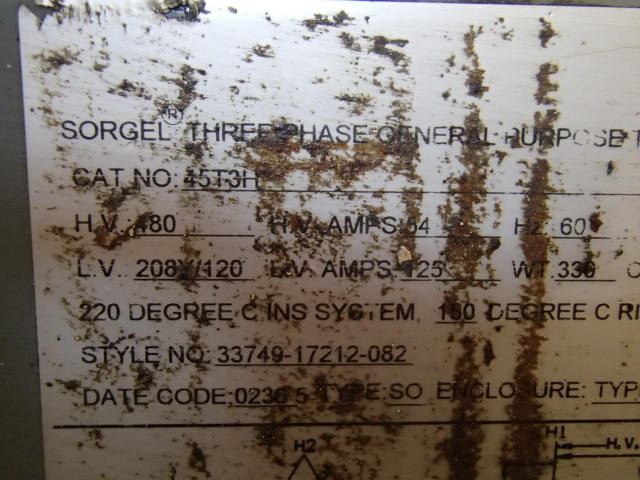 SORGEL® THREE PHASE GENERAL PURPOSE T
CAT NO: 45T3H
H.V. 480 H.V. AMPS: 54 Hz 60
L.V.. 208Y/120 L.V. AMPS: 125 WT. 330
220 DEGREE C INS SYSTEM, 150 DEGREE C RI
STYLE NO: 33749-17212-082
DATE CODE:0236 5 TYPE: SO ENCLOSURE: TYP
H2 H1 H.V.